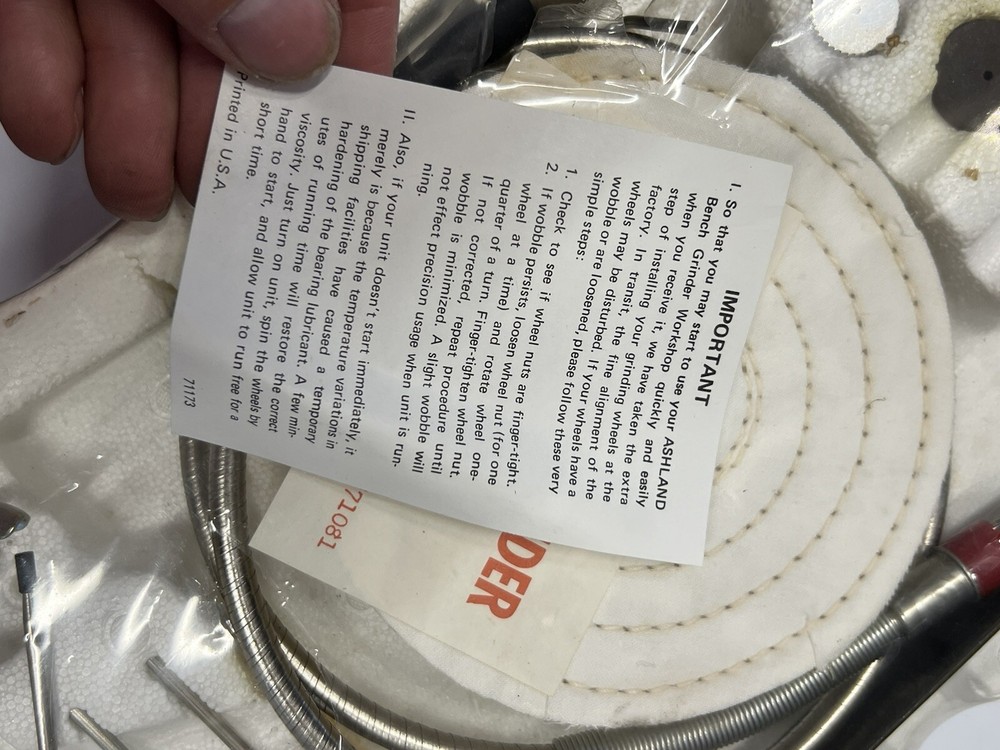 IMPORTANT
I. So that you may start to use your ASHLAND
Bench Grinder Workshop quickly and easily
when you receive it, we have taken the extra
step of installing your grinding wheels at the
factory. In transit, the fine alignment of the
wheels may be disturbed. If your wheels have a
wobble or are loosened, please follow these very
simple steps:
1. Check to see if wheel nuts are finger-tight.
2. If wobble persists, loosen wheel nut (for one
wheel at a time) and rotate wheel one-
quarter of a turn. Finger-tighten wheel nut.
If not corrected, repeat procedure until
wobble is minimized. A slight wobble will
not effect precision usage when unit is run-
ning.
II. Also, if your unit doesn't start immediately, it
merely is because the temperature variations in
shipping facilities have caused a temporary
hardening of the bearing lubricant. A few min-
utes of running time will restore the correct
viscosity. Just turn on unit, spin the wheels by
hand to start, and allow unit to run free for a
short time.
Printed in U.S.A.
711173
DER
71081